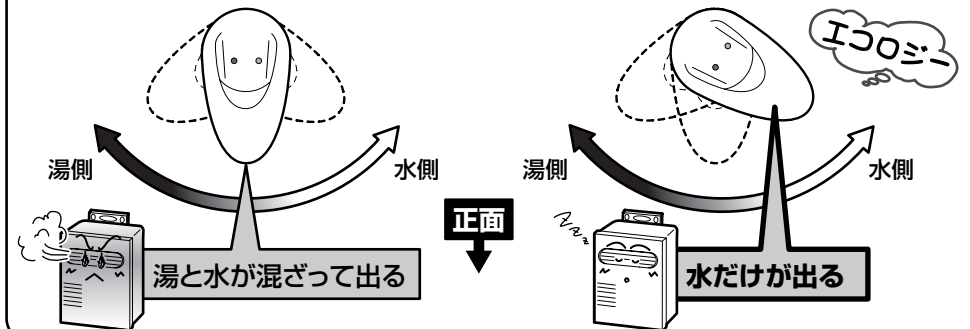 エコロジー
湯側
水側
湯側
水側
正面
湯と水が混ざって出る
zzzz
水だけが出る